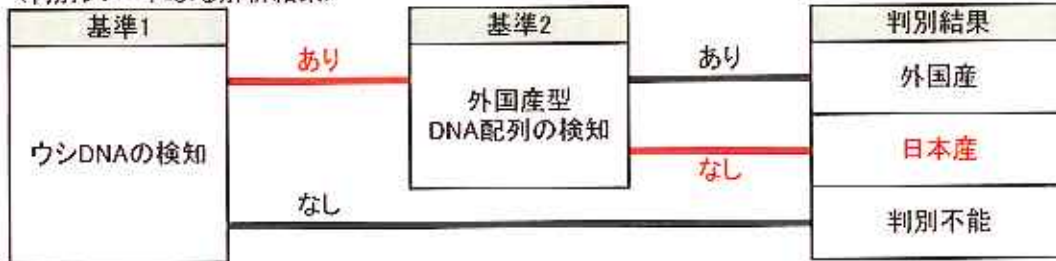 基準1
ウシDNAの検知
あり
なし
基準2
外国産型
DNA配列の検知
あり
なし
判別結果
外国産
日本産
判別不能